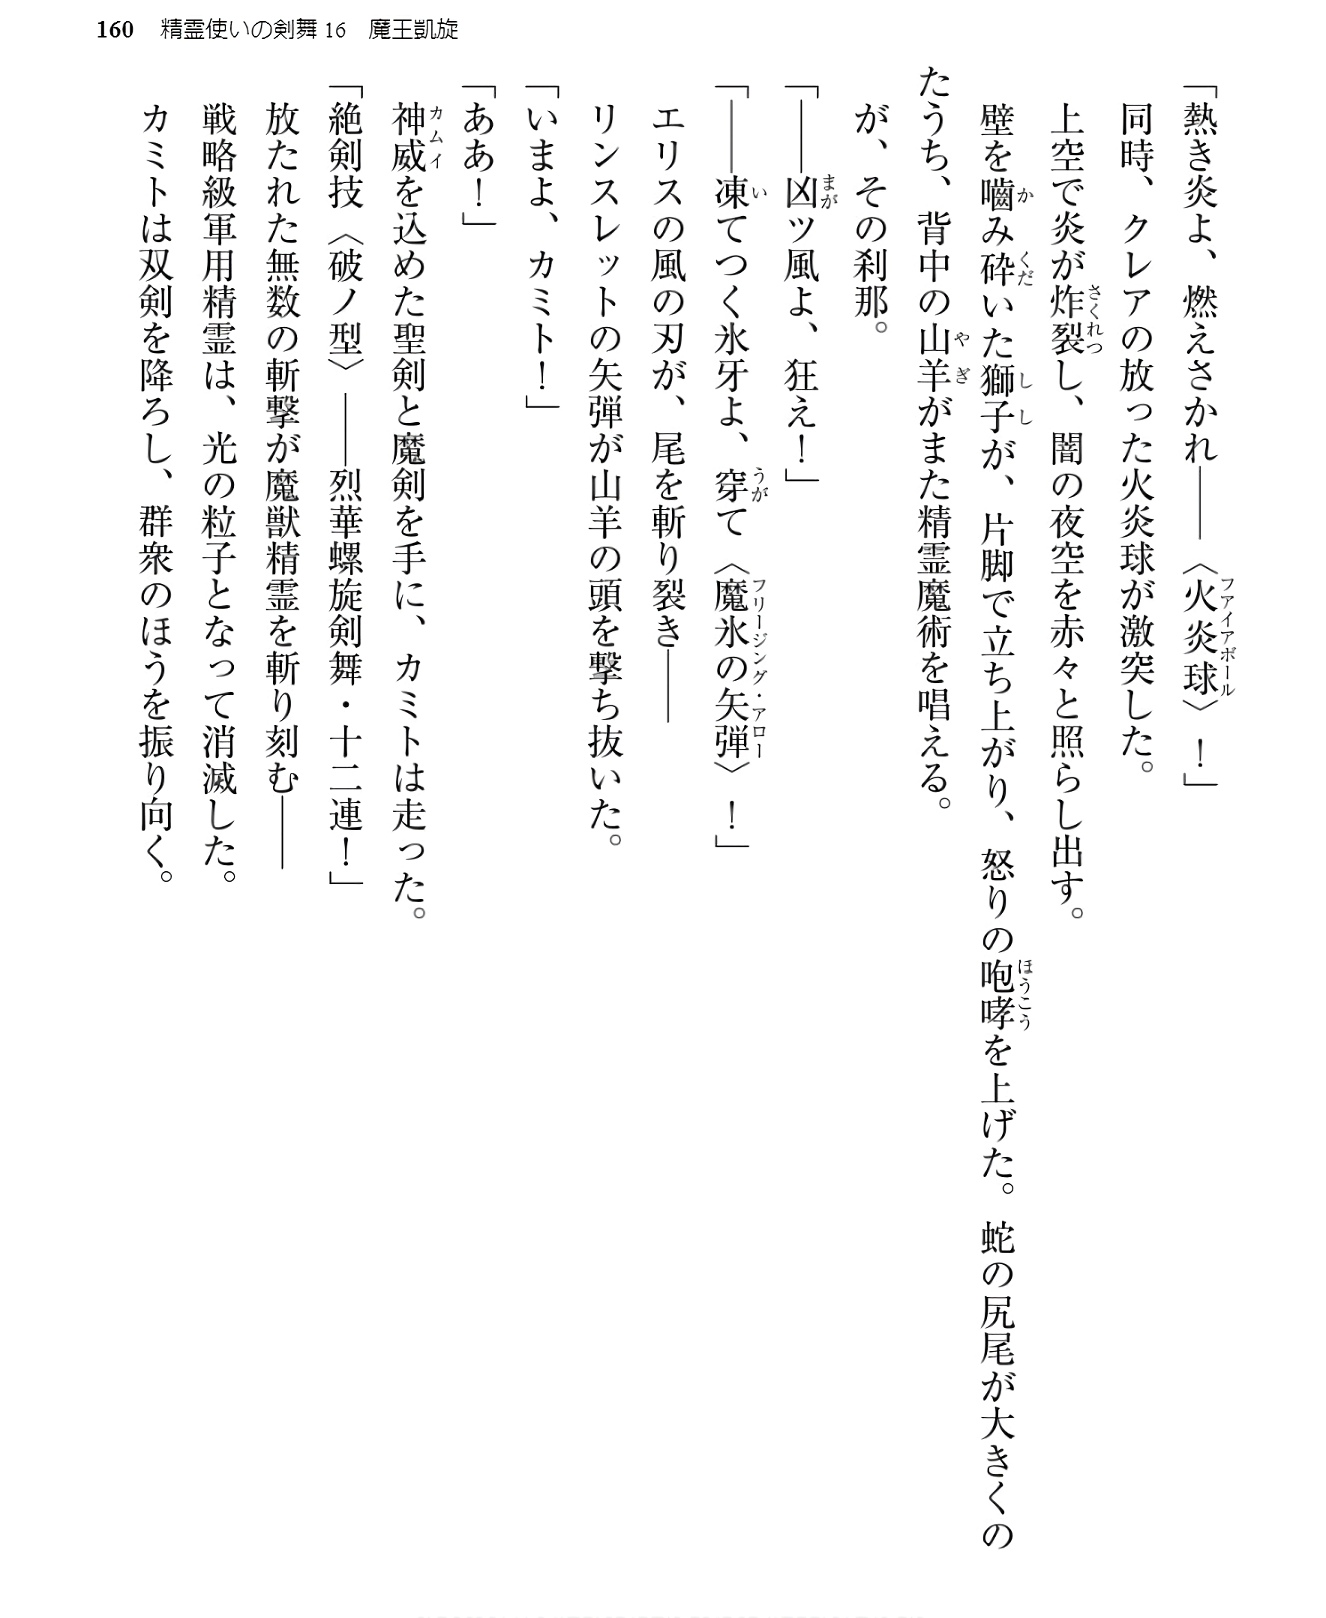 160　精霊使いの剣舞16　魔王凱旋
「熱き炎よ、燃えさかれ――〈火炎球〉！」
同時、クレアの放った火炎球が激突した。
上空で炎が炸裂し、闇の夜空を赤々と照らし出す。
壁を嚙み砕いた獅子が、片脚で立ち上がり、怒りの咆哮を上げた。蛇の尻尾が大きくの
たうち、背中の山羊がまた精霊魔術を唱える。
が、その刹那。
「――凶ツ風よ、狂え！」
「――凍てつく氷牙よ、穿て〈魔氷の矢弾〉！」
エリスの風の刃が、尾を斬り裂き――
リンスレットの矢弾が山羊の頭を撃ち抜いた。
「いまよ、カミト！」
「ああ！」
神威を込めた聖剣と魔剣を手に、カミトは走った。
「絶剣技〈破ノ型〉――烈華螺旋剣舞・十二連！」
放たれた無数の斬撃が魔獣精霊を斬り刻む――
戦略級軍用精霊は、光の粒子となって消滅した。
カミトは双剣を降ろし、群衆のほうを振り向く。